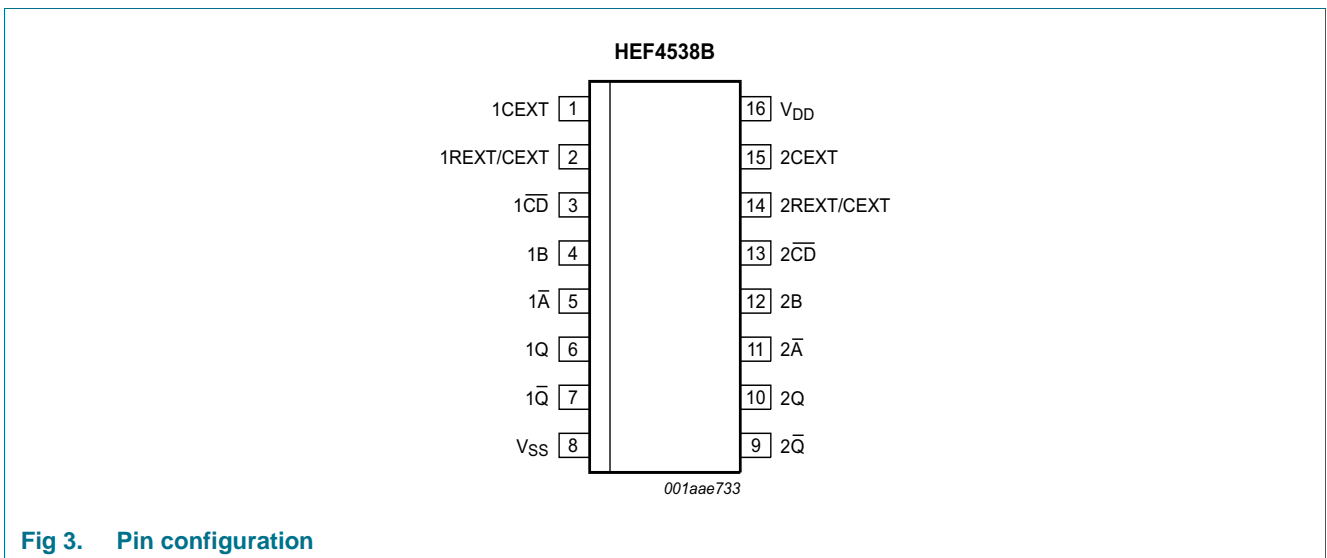 HEF4538B
1CEXT 1 16 VDD
1REXT/CEXT 2 15 2CEXT
1C̅D̅ 3 14 2REXT/CEXT
1B 4 13 2C̅D̅
1A̅ 5 12 2B
1Q 6 11 2A̅
1Q̅ 7 10 2Q
VSS 8 9 2Q̅
001aae733
Fig 3. Pin configuration